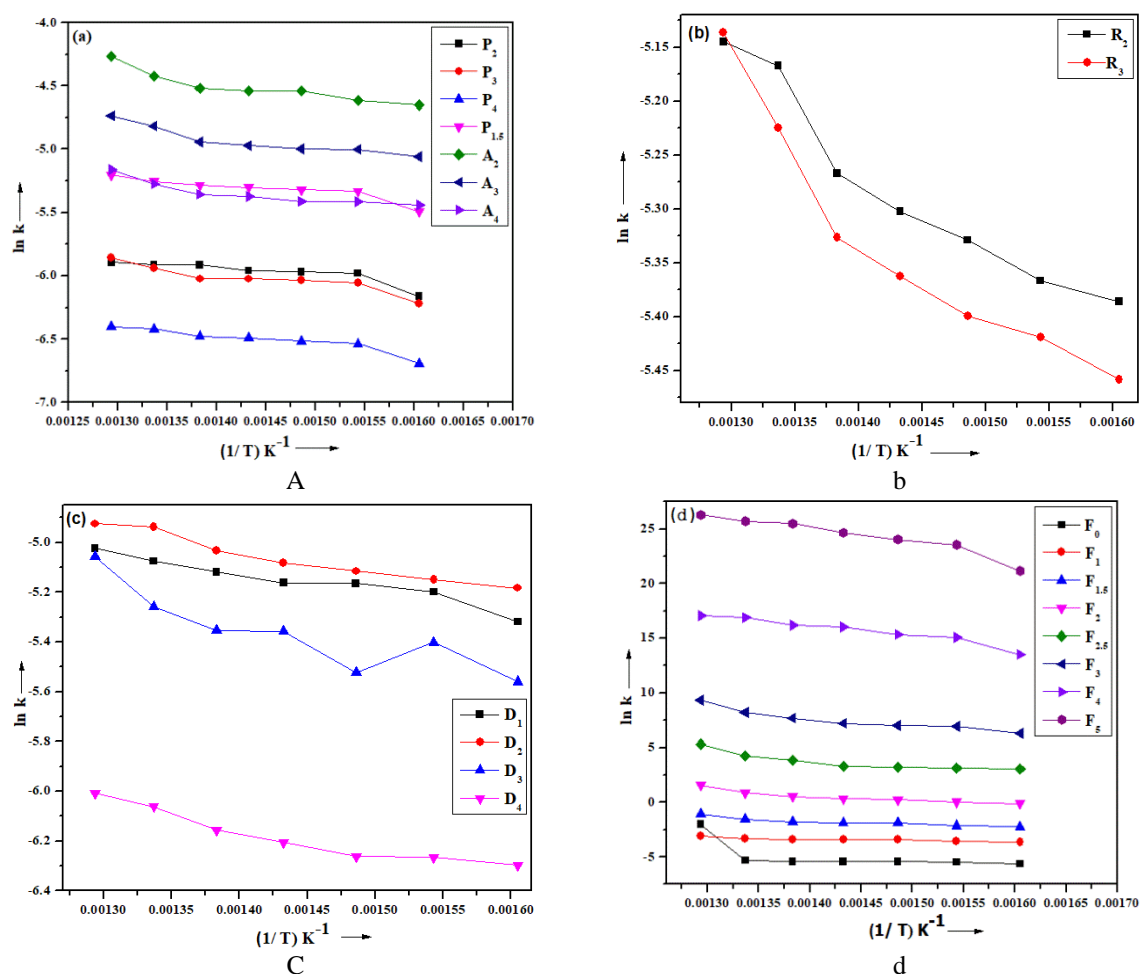 (a)
-4.0
-4.5
-5.0
-5.5
-6.0
-6.5
-7.0
ln k
P2
P3
P4
P1.5
A2
A3
A4
0.00125 0.00130 0.00135 0.00140 0.00145 0.00150 0.00155 0.00160 0.00165 0.00170
(1/ T) K-1
A
(b)
-5.15
-5.20
-5.25
-5.30
-5.35
-5.40
-5.45
ln k
R2
R3
0.00130 0.00135 0.00140 0.00145 0.00150 0.00155 0.00160
(1/ T) K-1
b
(c)
-5.0
-5.2
-5.4
-5.6
-5.8
-6.0
-6.2
-6.4
ln k
D1
D2
D3
D4
0.00130 0.00135 0.00140 0.00145 0.00150 0.00155 0.00160
(1/ T) K-1
C
(d)
25
20
15
10
5
0
-5
ln k
F0
F1
F1.5
F2
F2.5
F3
F4
F5
0.00130 0.00135 0.00140 0.00145 0.00150 0.00155 0.00160 0.00165 0.00170
(1/ T) K-1
d